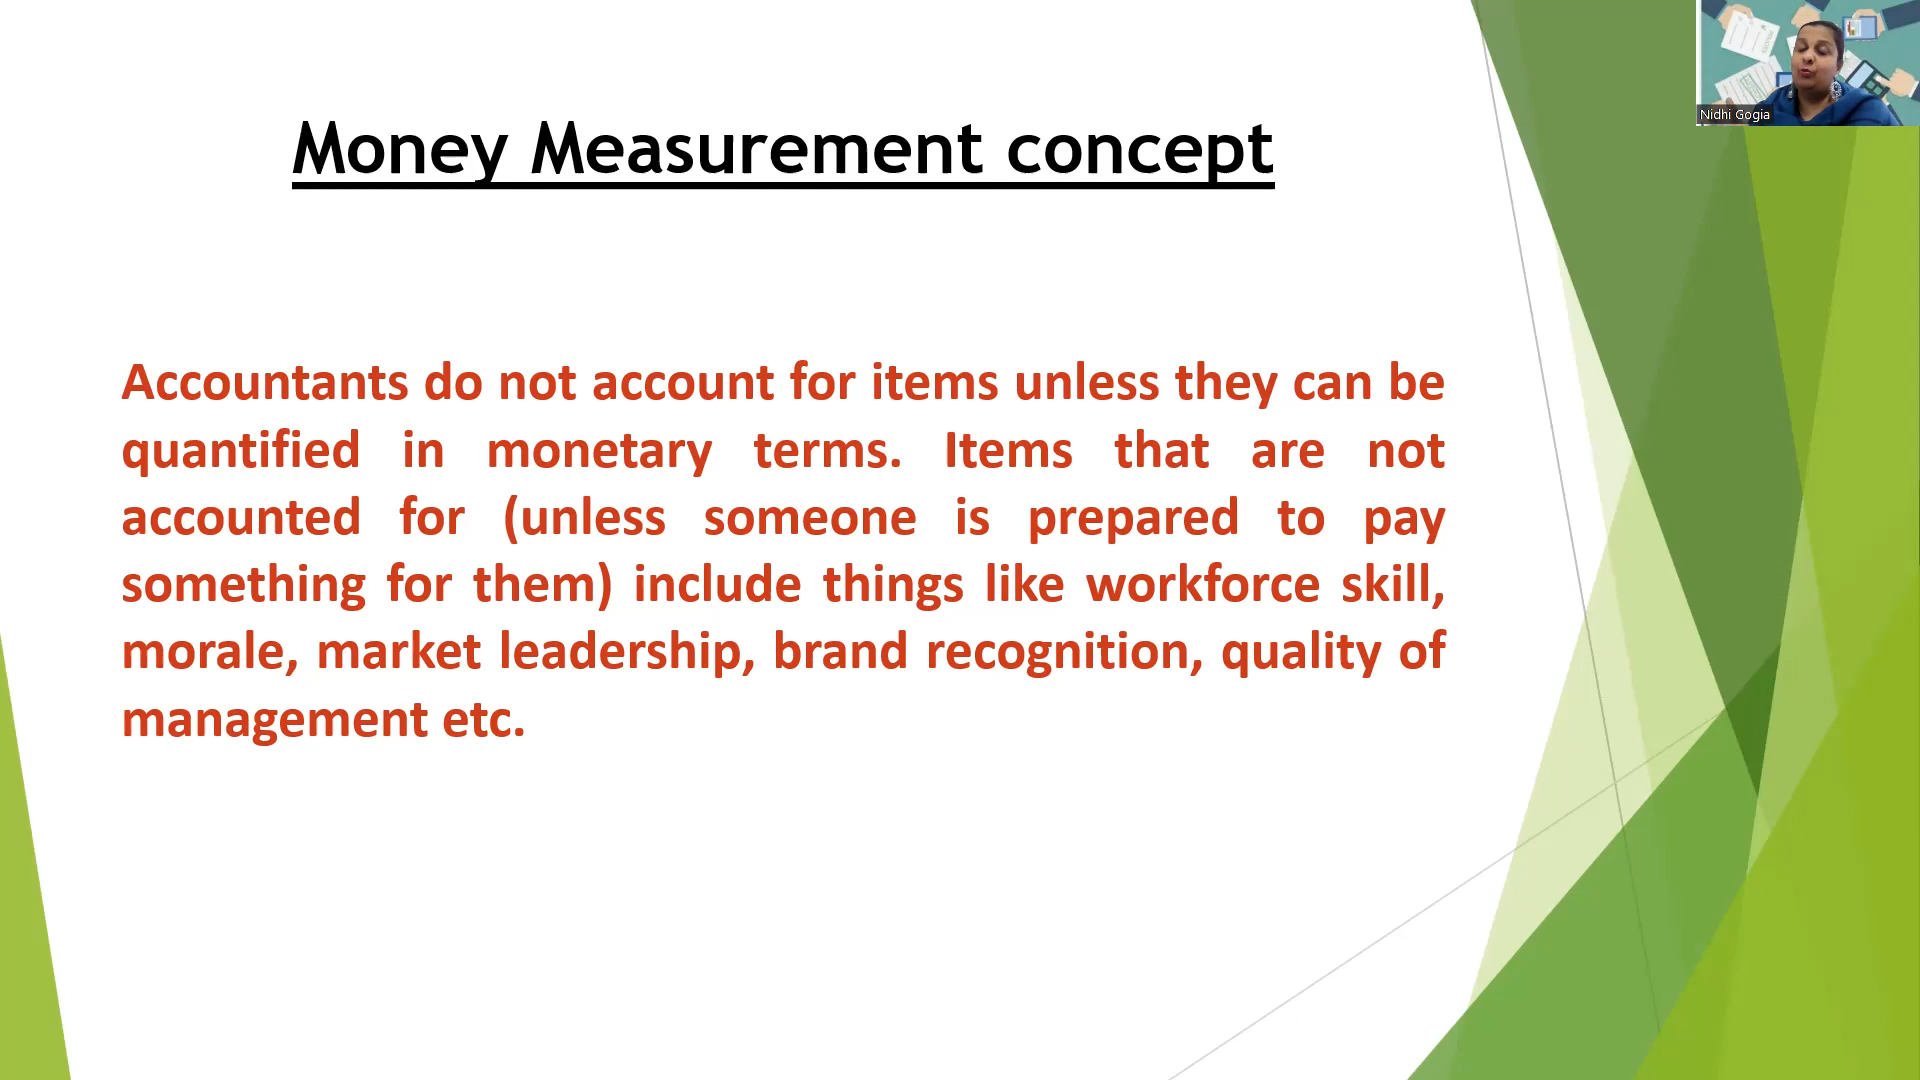 Money Measurement concept
Nidhi Gogia
Accountants do not account for items unless they can be
quantified in monetary terms. Items that are not
accounted for (unless someone is prepared to pay
something for them) include things like workforce skill,
morale, market leadership, brand recognition, quality of
management etc.